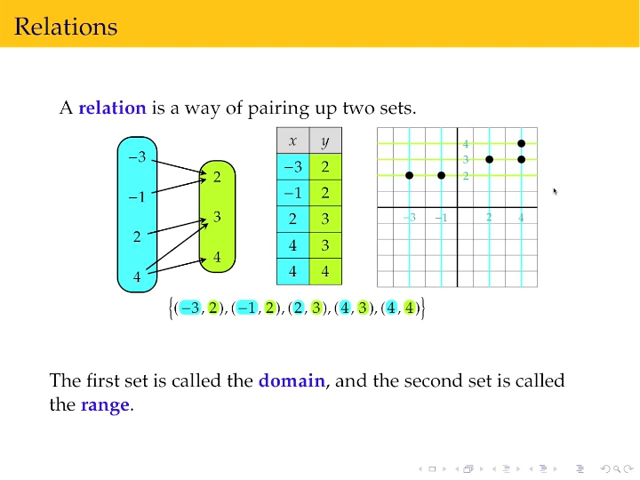 Relations
A relation is a way of pairing up two sets.
−3
−1
2
4
2
3
4
x y
−3 2
−1 2
2 3
4 3
4 4
4
3
2
−3 −1 2 4
{(−3, 2), (−1, 2), (2, 3), (4, 3), (4, 4)}
The first set is called the domain, and the second set is called
the range.